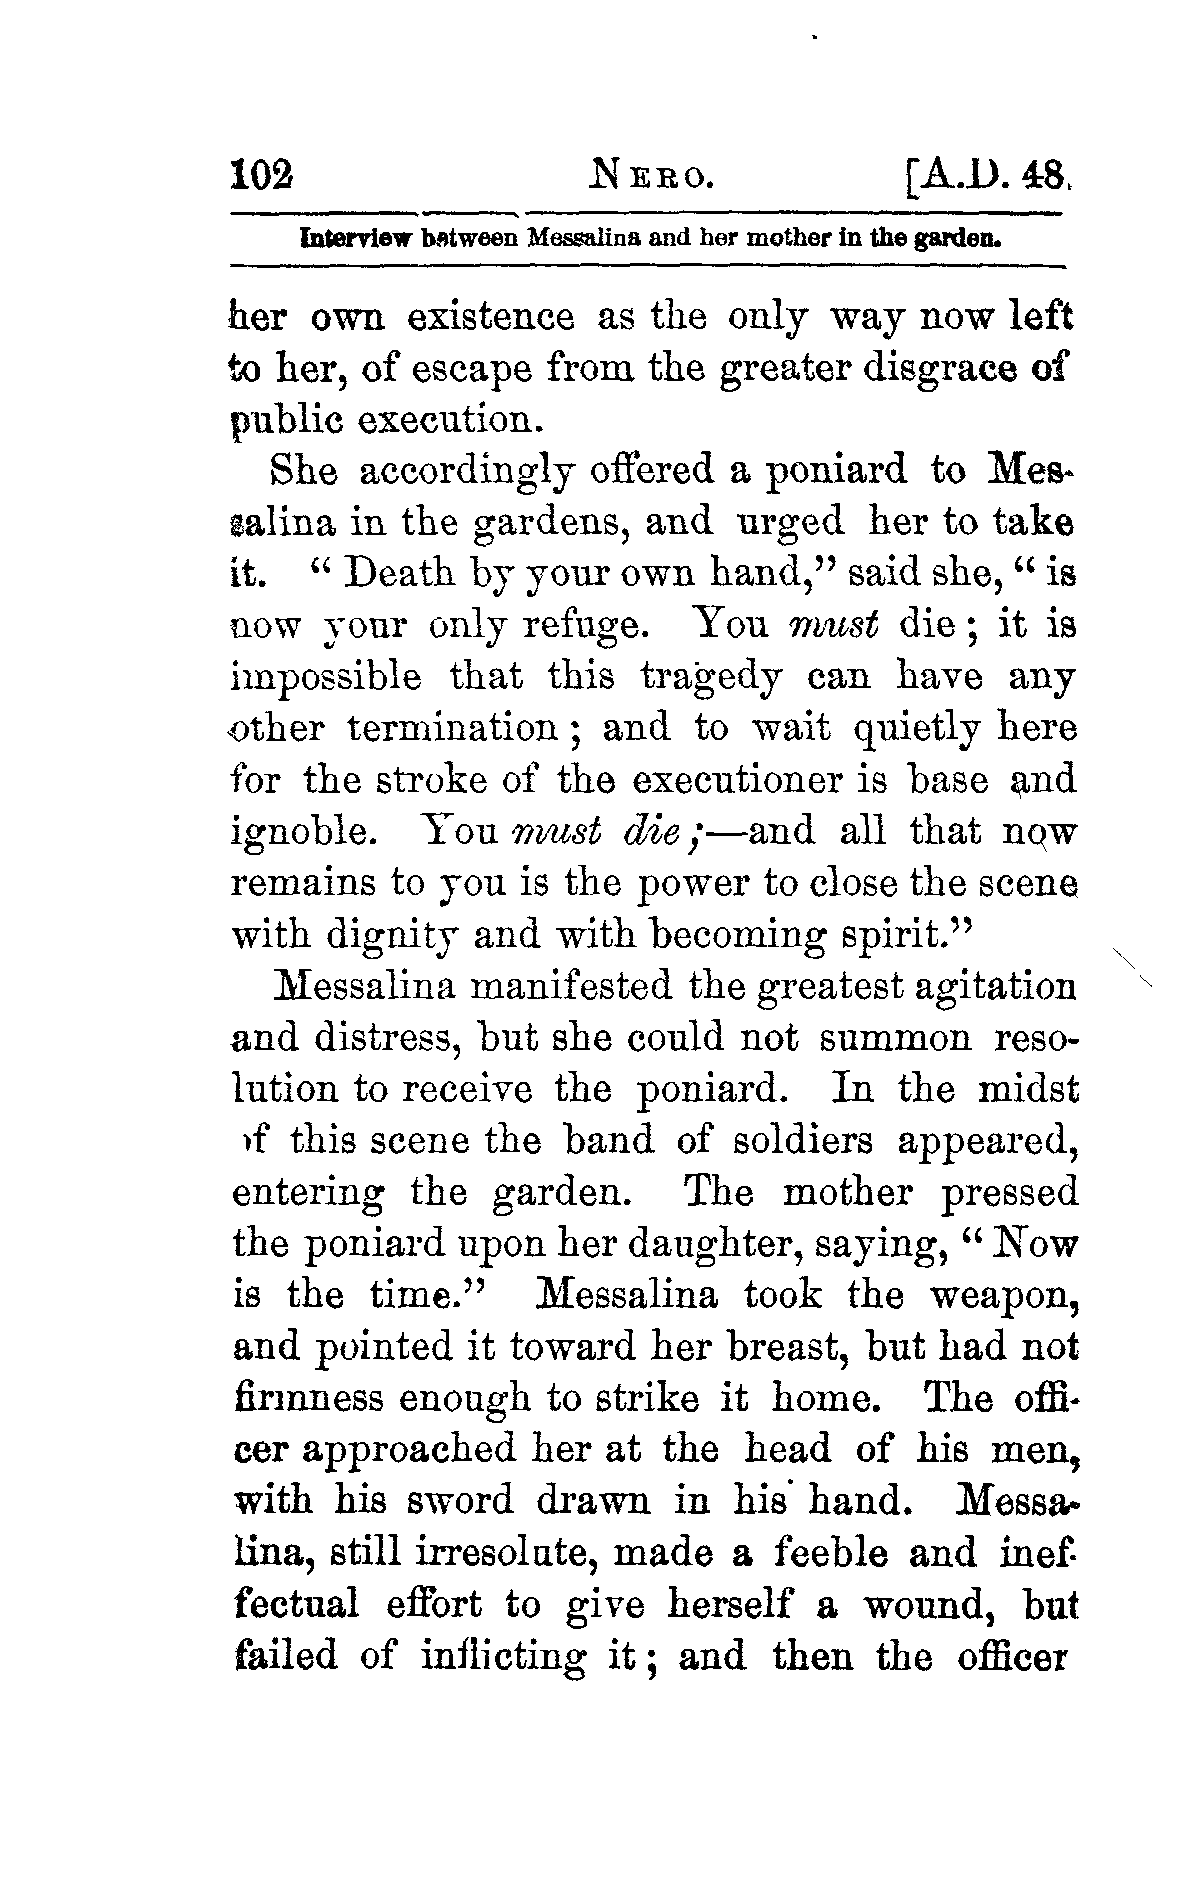 102 NERO. [A.D. 48.
Interview between Messalina and her mother in the garden.
her own existence as the only way now left
to her, of escape from the greater disgrace of
public execution.
She accordingly offered a poniard to Mes-
salina in the gardens, and urged her to take
it. “ Death by your own hand,” said she, “ is
now your only refuge. You must die ; it is
impossible that this tragedy can have any
other termination ; and to wait quietly here
for the stroke of the executioner is base and
ignoble. You must die ;—and all that now
remains to you is the power to close the scene
with dignity and with becoming spirit.”
Messalina manifested the greatest agitation
and distress, but she could not summon reso-
lution to receive the poniard. In the midst
of this scene the band of soldiers appeared,
entering the garden. The mother pressed
the poniard upon her daughter, saying, “ Now
is the time.” Messalina took the weapon,
and pointed it toward her breast, but had not
firmness enough to strike it home. The offi-
cer approached her at the head of his men,
with his sword drawn in his hand. Messa-
lina, still irresolute, made a feeble and inef-
fectual effort to give herself a wound, but
failed of inflicting it ; and then the officer